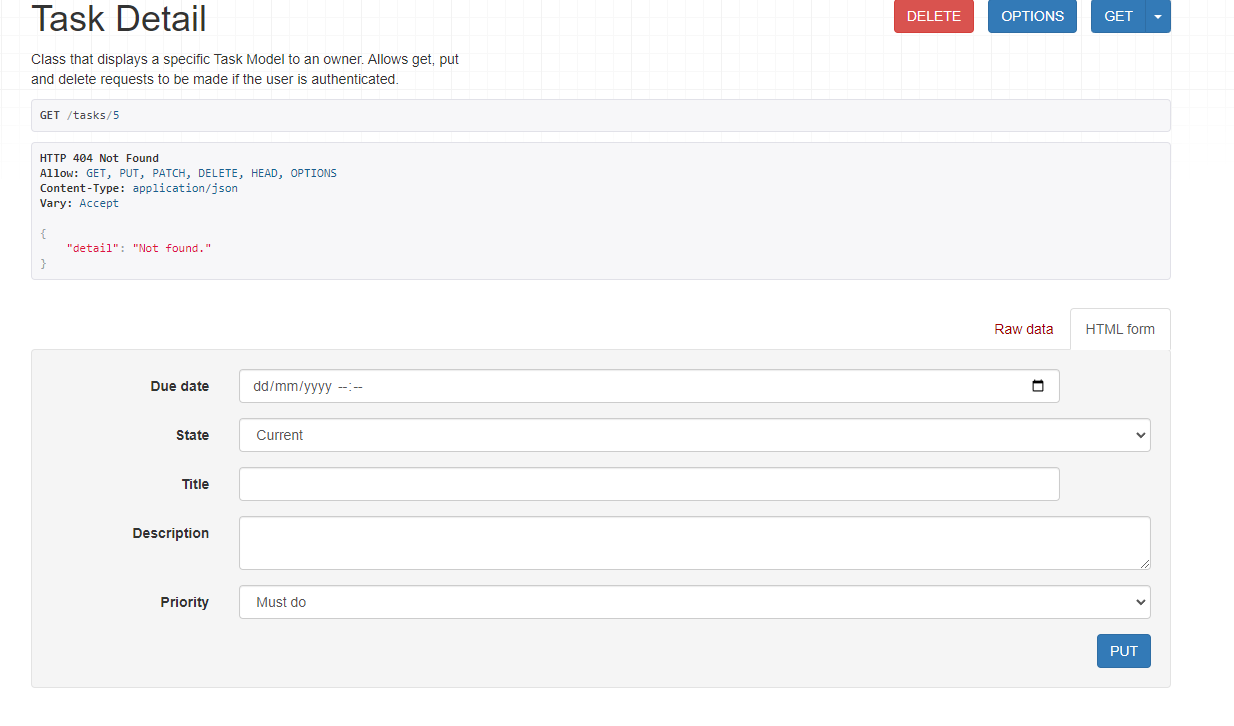 Task Detail
DELETE
OPTIONS
GET
Class that displays a specific Task Model to an owner. Allows get, put
and delete requests to be made if the user is authenticated.
GET /tasks/5
HTTP 404 Not Found
Allow: GET, PUT, PATCH, DELETE, HEAD, OPTIONS
Content-Type: application/json
Vary: Accept
{
"detail": "Not found."
}
Raw data
HTML form
Due date
dd/mm/yyyy --:--
State
Current
Title
Description
Priority
Must do
PUT